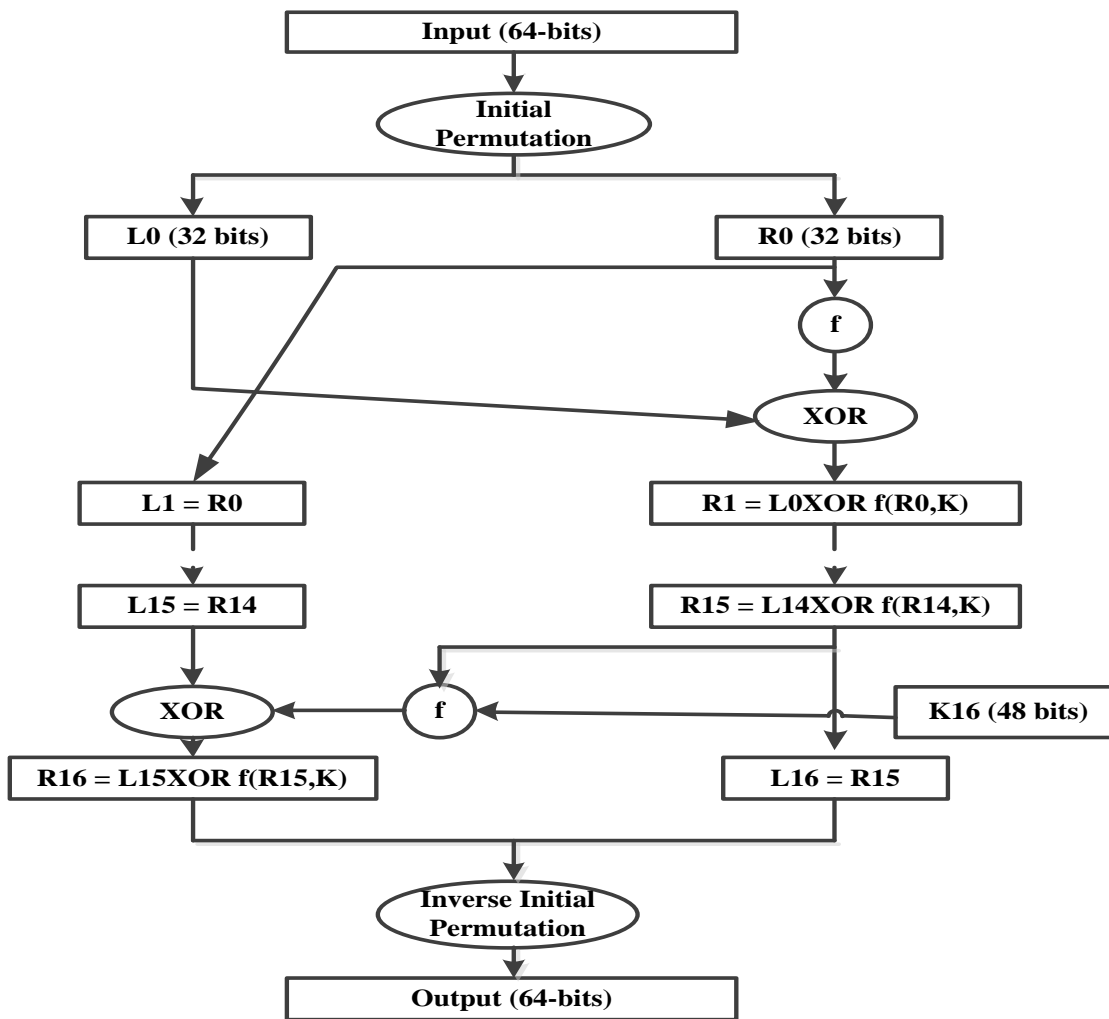 Input (64-bits)
Initial
Permutation
L0 (32 bits)
R0 (32 bits)
f
XOR
L1 = R0
R1 = L0XOR f(R0,K)
L15 = R14
R15 = L14XOR f(R14,K)
XOR
f
K16 (48 bits)
R16 = L15XOR f(R15,K)
L16 = R15
Inverse Initial
Permutation
Output (64-bits)